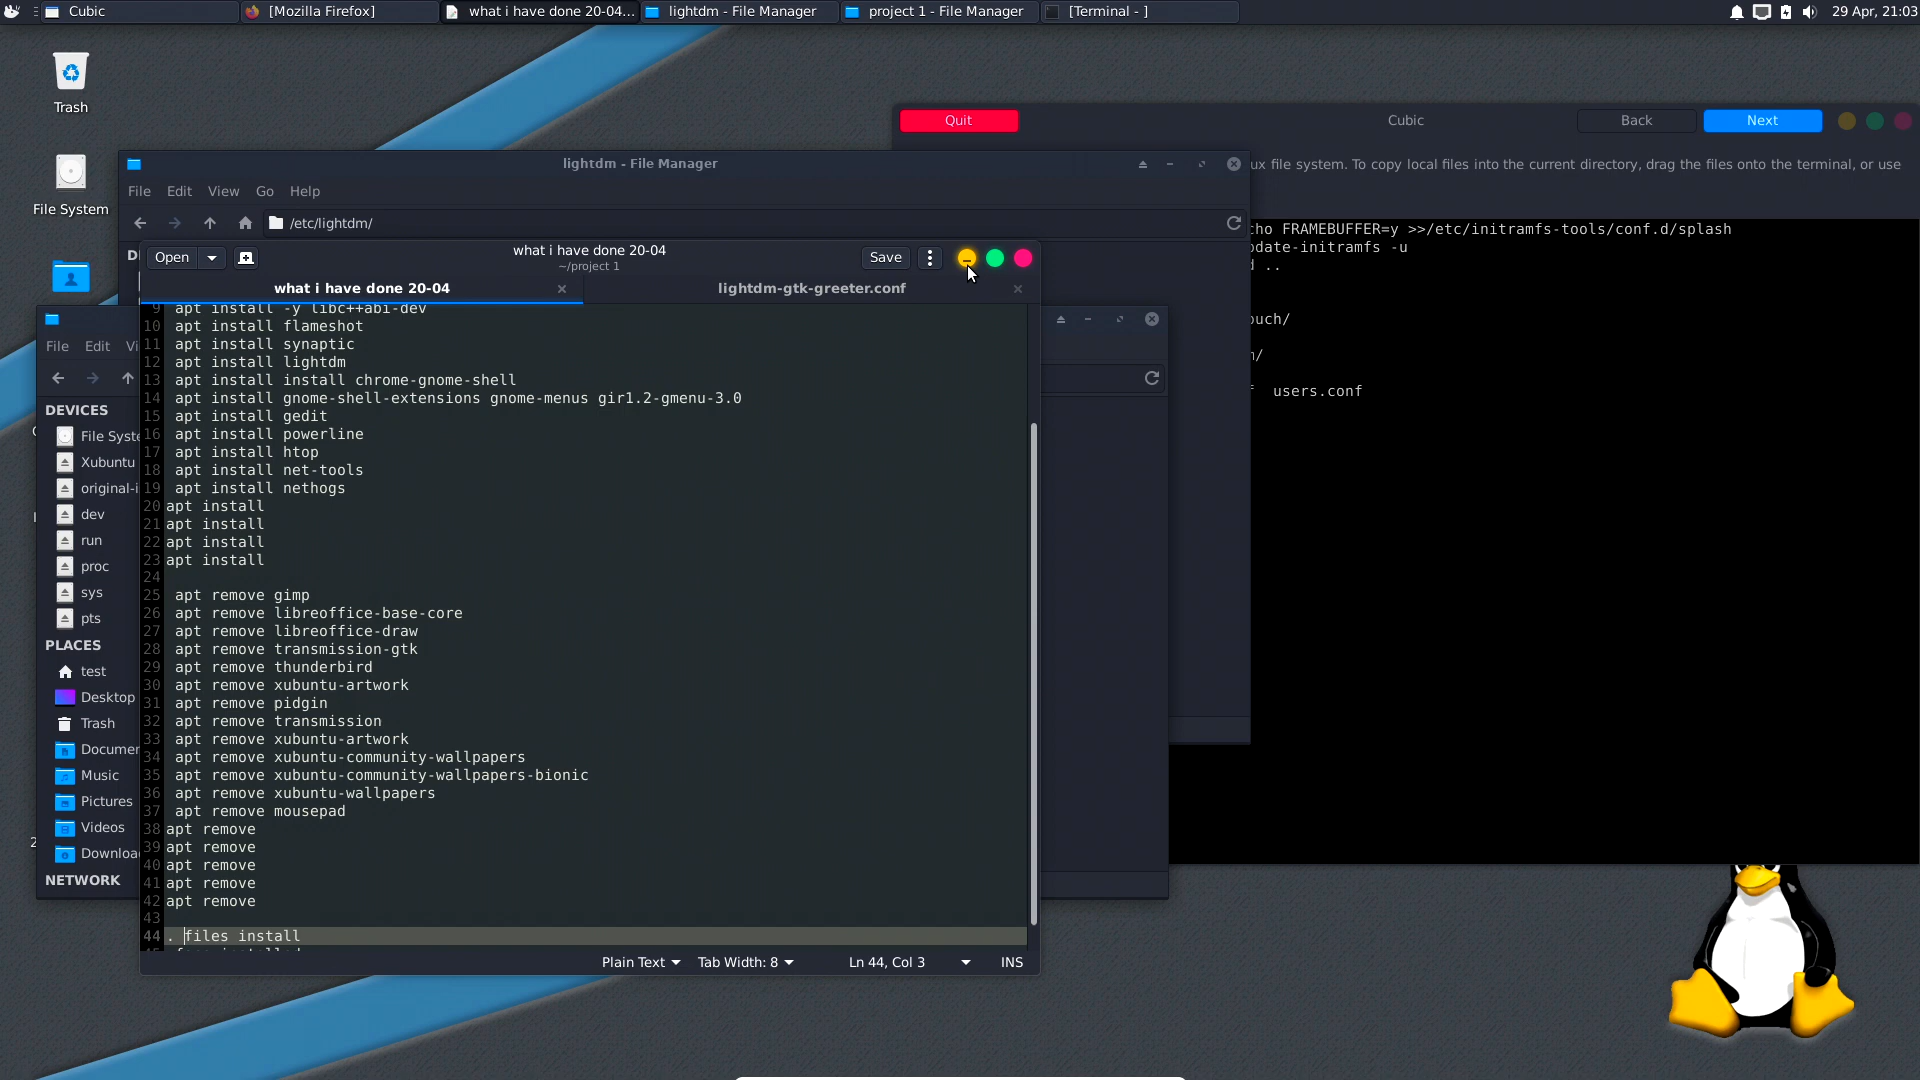 Cubic
[Mozilla Firefox]
what i have done 20-04...
lightdm - File Manager
project 1 - File Manager
[Terminal - ]
29 Apr, 21:03
Trash
File System
Quit
Cubic
Back
Next
ux file system. To copy local files into the current directory, drag the files onto the terminal, or use
cho FRAMEBUFFER=y >>/etc/initramfs-tools/conf.d/splash
pdate-initramfs -u
d ..
ouch/
m/
f users.conf
lightdm - File Manager
File Edit View Go Help
/etc/lightdm/
D
File Edit Vi
DEVICES
File Syste
Xubuntu
original-i
dev
run
proc
sys
pts
PLACES
test
Desktop
Trash
Documen
Music
Pictures
Videos
Downloa
NETWORK
Open
what i have done 20-04
~/project 1
Save
what i have done 20-04
lightdm-gtk-greeter.conf
9 apt install -y libc++abi-dev
10 apt install flameshot
11 apt install synaptic
12 apt install lightdm
13 apt install install chrome-gnome-shell
14 apt install gnome-shell-extensions gnome-menus gir1.2-gmenu-3.0
15 apt install gedit
16 apt install powerline
17 apt install htop
18 apt install net-tools
19 apt install nethogs
20 apt install
21 apt install
22 apt install
23 apt install
24
25 apt remove gimp
26 apt remove libreoffice-base-core
27 apt remove libreoffice-draw
28 apt remove transmission-gtk
29 apt remove thunderbird
30 apt remove xubuntu-artwork
31 apt remove pidgin
32 apt remove transmission
33 apt remove xubuntu-artwork
34 apt remove xubuntu-community-wallpapers
35 apt remove xubuntu-community-wallpapers-bionic
36 apt remove xubuntu-wallpapers
37 apt remove mousepad
38 apt remove
39 apt remove
40 apt remove
41 apt remove
42 apt remove
43
44 . files install
Plain Text
Tab Width: 8
Ln 44, Col 3
INS